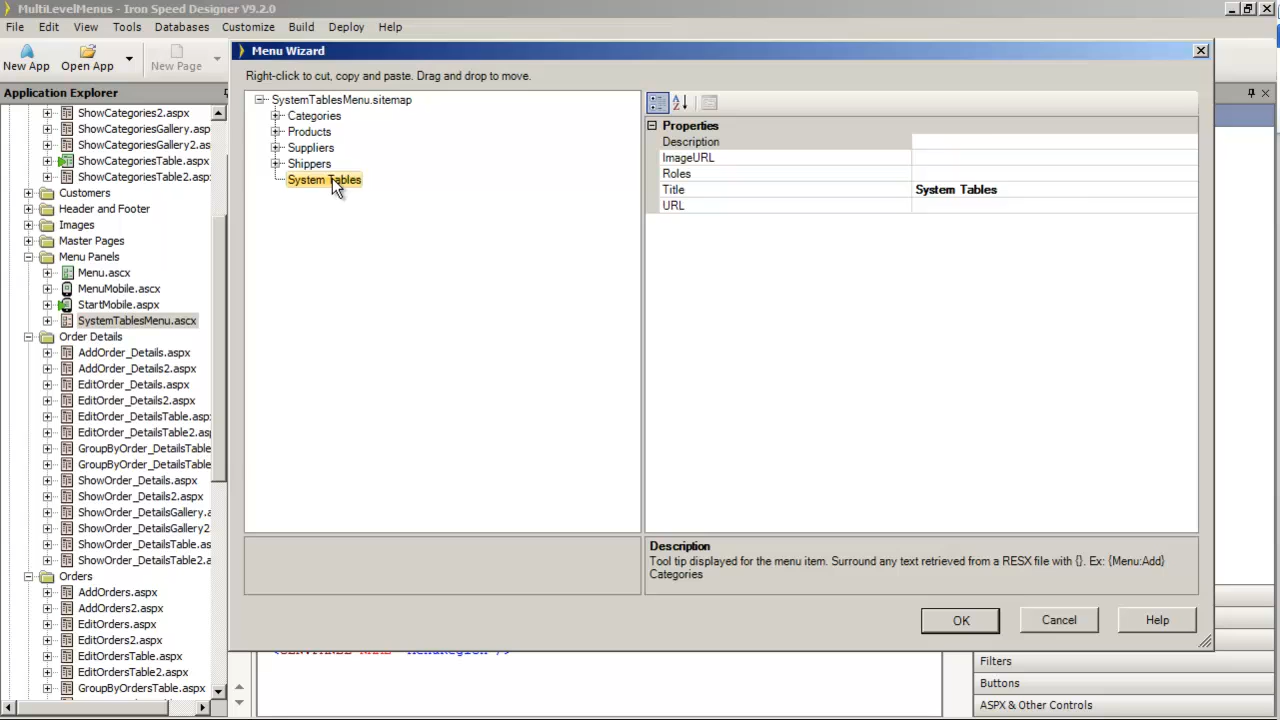 MultiLevelMenus - Iron Speed Designer V9.2.0
File Edit View Tools Databases Customize Build Deploy Help
New App Open App New Page
Application Explorer
ShowCategories2.aspx
ShowCategoriesGallery.asp
ShowCategoriesGallery2.as
ShowCategoriesTable.aspx
ShowCategoriesTable2.asp
Customers
Header and Footer
Images
Master Pages
Menu Panels
Menu.ascx
MenuMobile.ascx
StartMobile.aspx
SystemTablesMenu.ascx
Order Details
AddOrder_Details.aspx
AddOrder_Details2.aspx
EditOrder_Details.aspx
EditOrder_Details2.aspx
EditOrder_DetailsTable.asp
EditOrder_DetailsTable2.as
GroupByOrder_DetailsTable
GroupByOrder_DetailsTable
ShowOrder_Details.aspx
ShowOrder_Details2.aspx
ShowOrder_DetailsGallery.a
ShowOrder_DetailsGallery2
ShowOrder_DetailsTable.as
ShowOrder_DetailsTable2.a
Orders
AddOrders.aspx
AddOrders2.aspx
EditOrders.aspx
EditOrders2.aspx
EditOrdersTable.aspx
EditOrdersTable2.aspx
GroupByOrdersTable.aspx
Menu Wizard
Right-click to cut, copy and paste. Drag and drop to move.
SystemTablesMenu.sitemap
Categories
Products
Suppliers
Shippers
System Tables
Properties
Description
ImageURL
Roles
Title System Tables
URL
Description
Tool tip displayed for the menu item. Surround any text retrieved from a RESX file with {}. Ex: {Menu:Add}
Categories
OK Cancel Help
Filters
Buttons
ASPX & Other Controls